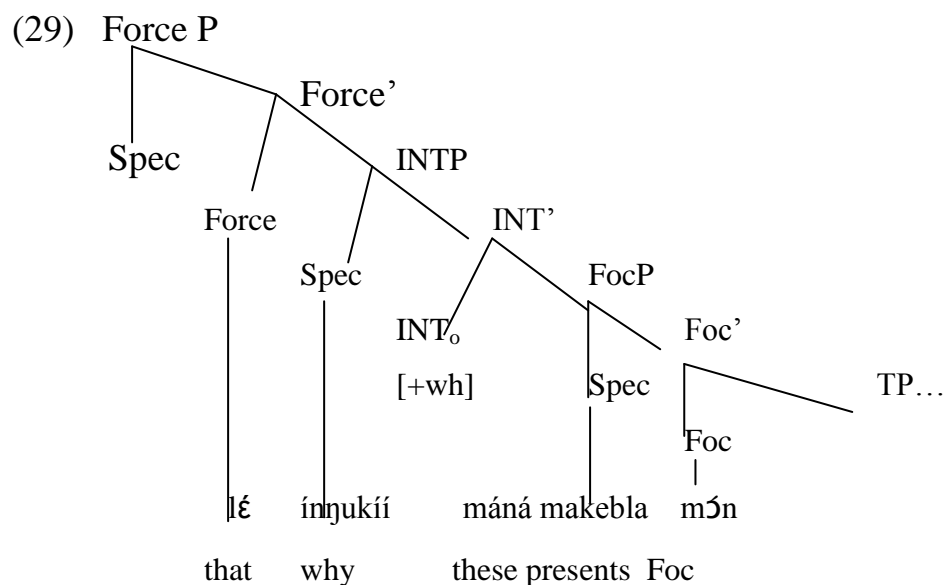 (29) Force P
Force’
Spec INTP
Force INT’
Spec FocP
INTo Foc’
[+wh] Spec TP…
Foc
lɛ́ ínŋukíí máná makebla mɔ́n
that why these presents Foc